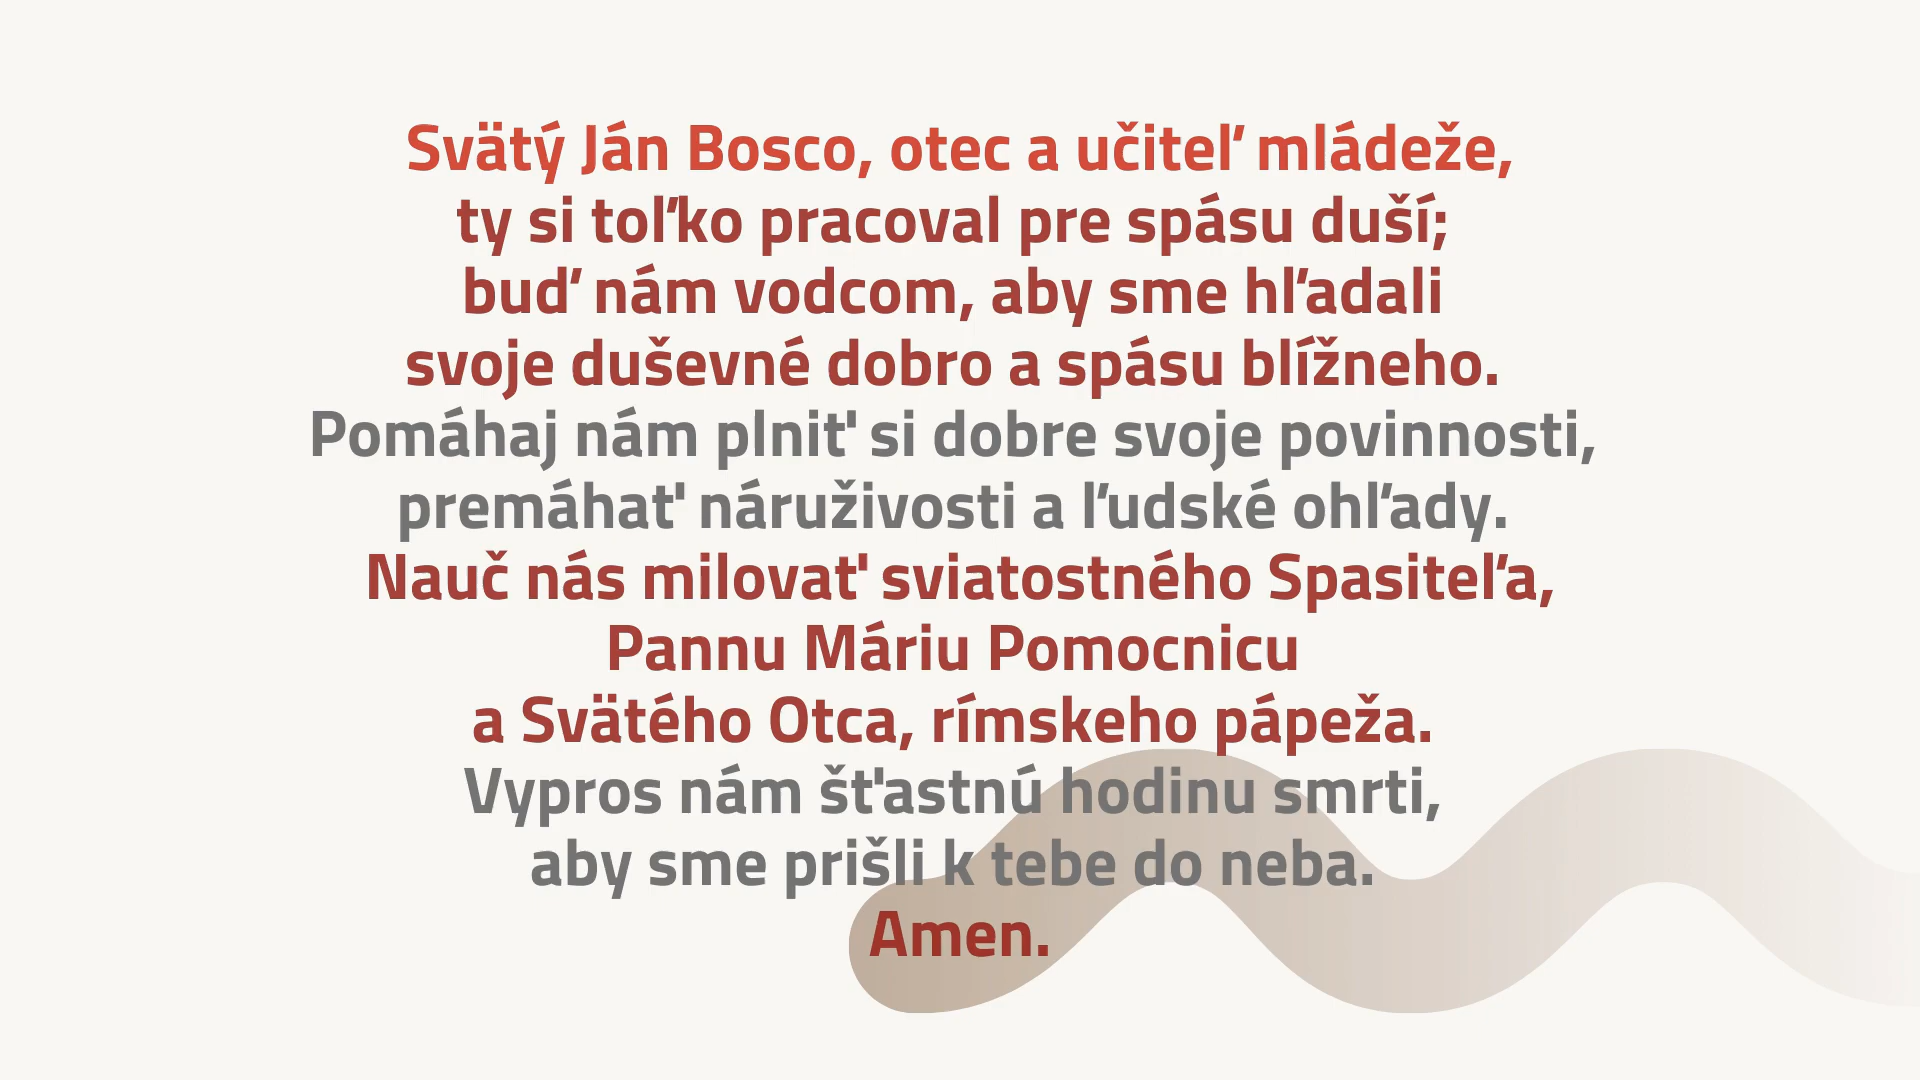 Svätý Ján Bosco, otec a učiteľ mládeže,
ty si toľko pracoval pre spásu duší;
buď nám vodcom, aby sme hľadali
svoje duševné dobro a spásu blížneho.
Pomáhaj nám plniť si dobre svoje povinnosti,
premáhať náruživosti a ľudské ohľady.
Nauč nás milovať sviatostného Spasiteľa,
Pannu Máriu Pomocnicu
a Svätého Otca, rímskeho pápeža.
Vypros nám šťastnú hodinu smrti,
aby sme prišli k tebe do neba.
Amen.